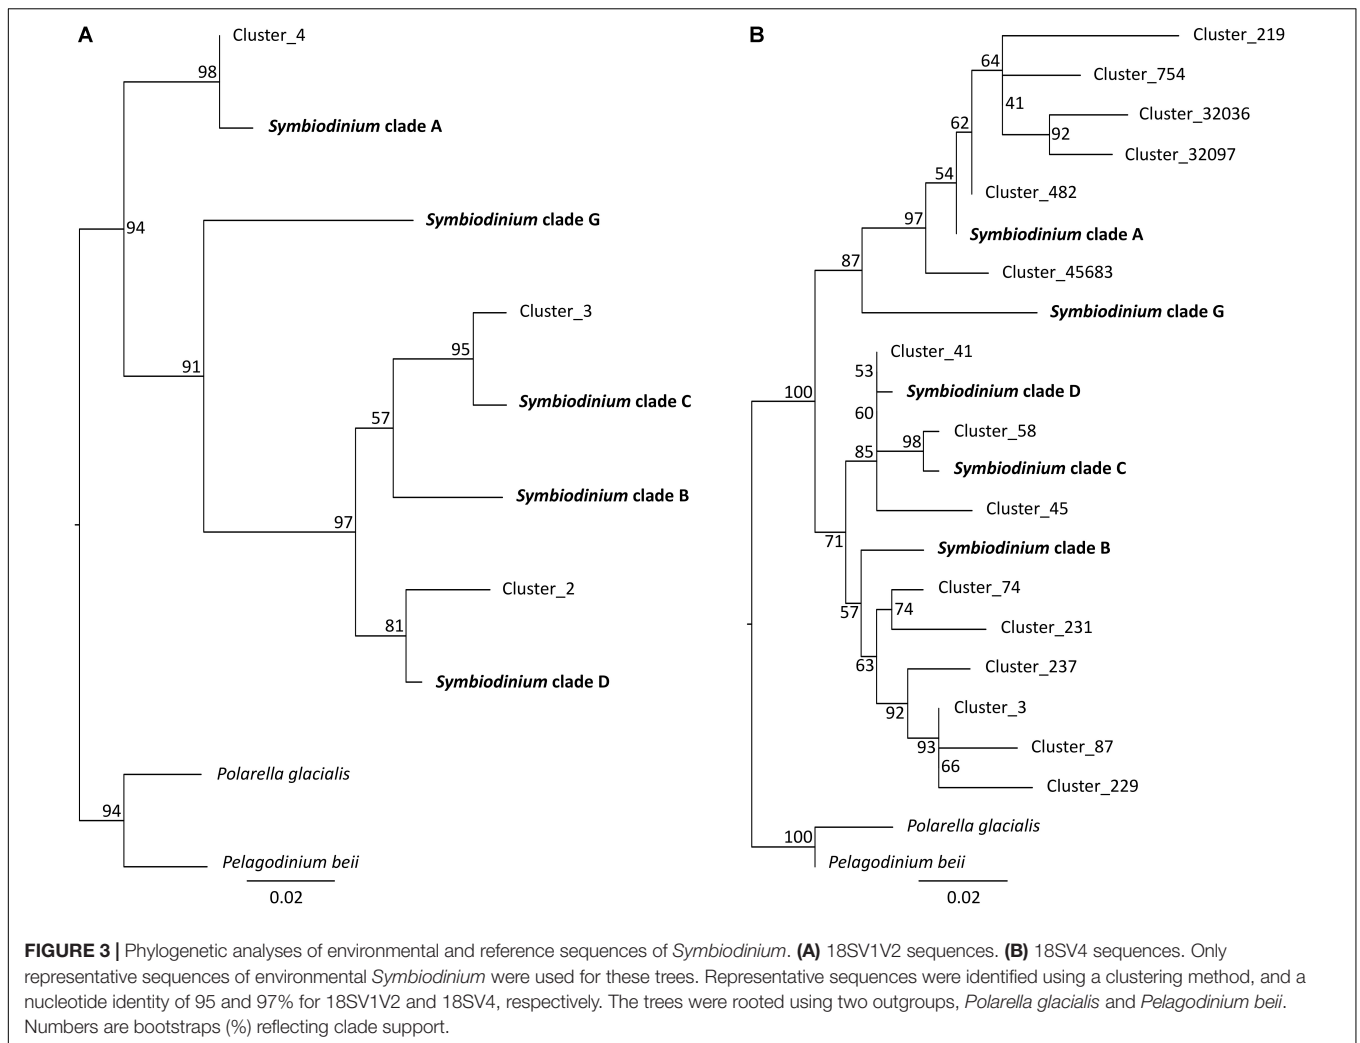 A
Cluster_4
98
Symbiodinium clade A
94
Symbiodinium clade G
91
Cluster_3
95
Symbiodinium clade C
57
Symbiodinium clade B
97
Cluster_2
81
Symbiodinium clade D
Polarella glacialis
94
Pelagodinium beii
0.02
B
Cluster_219
64
Cluster_754
41
Cluster_32036
62
92
Cluster_32097
54
Cluster_482
97
Symbiodinium clade A
87
Cluster_45683
Symbiodinium clade G
Cluster_41
53
Symbiodinium clade D
100
60
Cluster_58
98
85
Symbiodinium clade C
Cluster_45
71
Symbiodinium clade B
Cluster_74
57
74
Cluster_231
63
Cluster_237
92
Cluster_3
93
Cluster_87
66
Cluster_229
Polarella glacialis
100
Pelagodinium beii
0.02
FIGURE 3 | Phylogenetic analyses of environmental and reference sequences of Symbiodinium. (A) 18SV1V2 sequences. (B) 18SV4 sequences. Only
representative sequences of environmental Symbiodinium were used for these trees. Representative sequences were identified using a clustering method, and a
nucleotide identity of 95 and 97% for 18SV1V2 and 18SV4, respectively. The trees were rooted using two outgroups, Polarella glacialis and Pelagodinium beii.
Numbers are bootstraps (%) reflecting clade support.